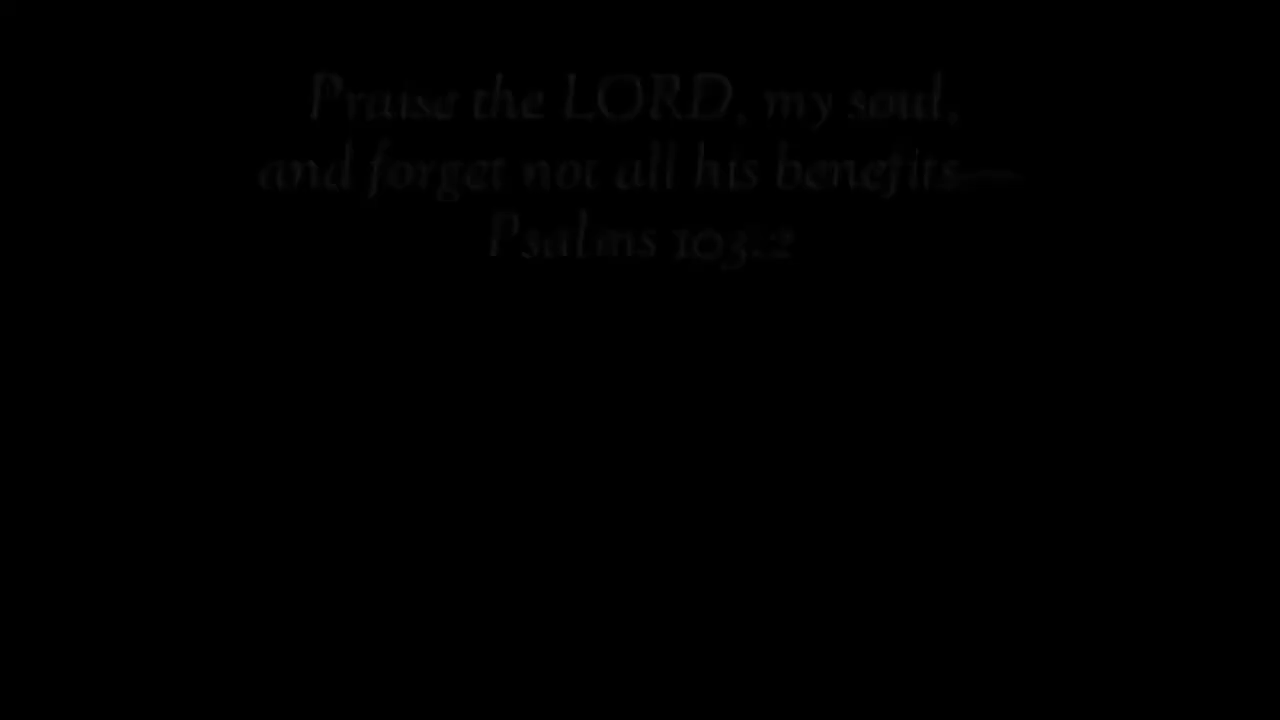 Praise the LORD, my soul,
and forget not all his benefits—
Psalms 103:2